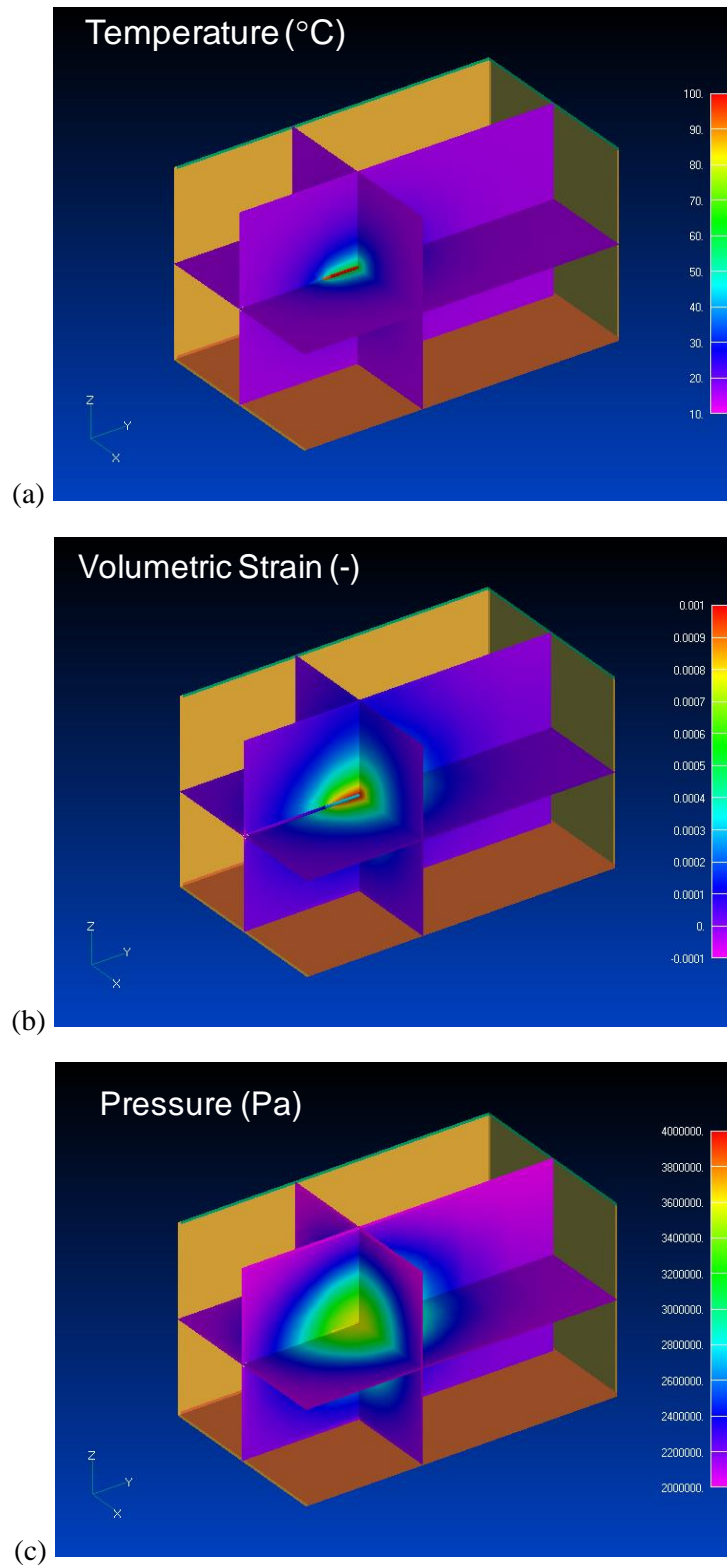 Temperature (°C)
100.
90.
80.
70.
60.
50.
40.
30.
20.
10.
Z
Y
X
(a)
Volumetric Strain (-)
0.001
0.0009
0.0008
0.0007
0.0006
0.0005
0.0004
0.0003
0.0002
0.0001
0.
-0.0001
Z
Y
X
(b)
Pressure (Pa)
4000000.
3800000.
3600000.
3400000.
3200000.
3000000.
2800000.
2600000.
2400000.
2200000.
2000000.
Z
Y
X
(c)